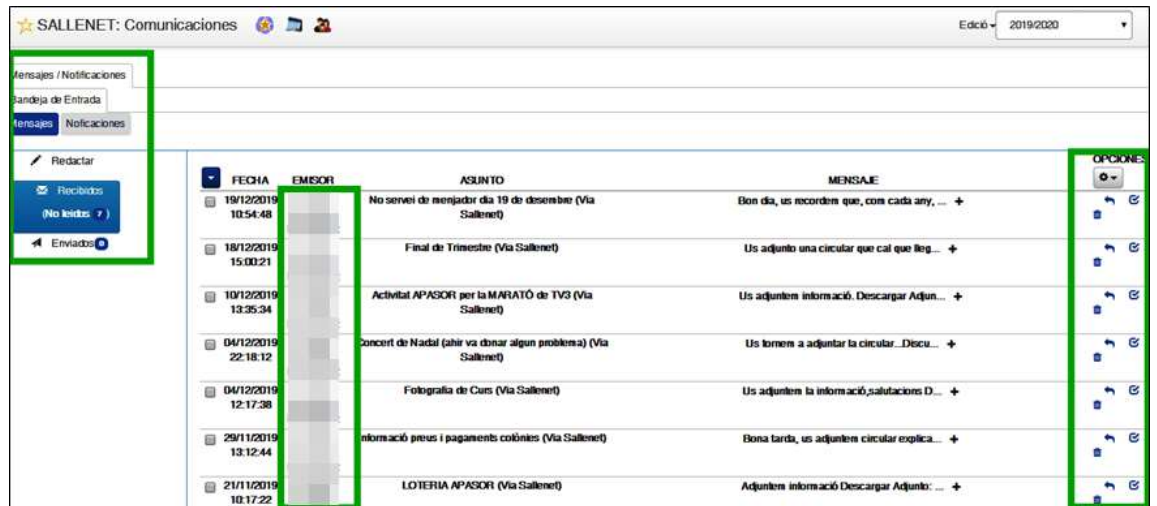 SALLENET: Comunicaciones
Edició 2019/2020
Mensajes / Notificaciones
Bandeja de Entrada
Mensajes Noficaciones
Redactar
Recibidos
(No leidos 7 )
Enviados 0
OPCIONES
FECHA EMISOR ASUNTO MENSAJE
19/12/2019 No servei de menjador dia 19 de desembre (Via Bon dia, us recordem que, com cada any, ... +
10:54:48 Sallenet)
18/12/2019 Final de Trimestre (Via Sallenet) Us adjunto una circular que cal que lleg... +
15:00:21
10/12/2019 Activitat APASOR per la MARATÓ de TV3 (Via Us adjuntem informació. Descargar Adjun... +
13:35:34 Sallenet)
04/12/2019 Concert de Nadal (ahir va donar algun problema) (Via Us tornem a adjuntar la circular...Discu... +
22:18:12 Sallenet)
04/12/2019 Fotografia de Curs (Via Sallenet) Us adjuntem la informació,salutacions D... +
12:17:38
29/11/2019 Informació preus i pagaments colònies (Via Sallenet) Bona tarda, us adjuntem circular explica... +
13:12:44
21/11/2019 LOTERIA APASOR (Via Sallenet) Adjuntem informació Descargar Adjunto: ... +
10:17:22